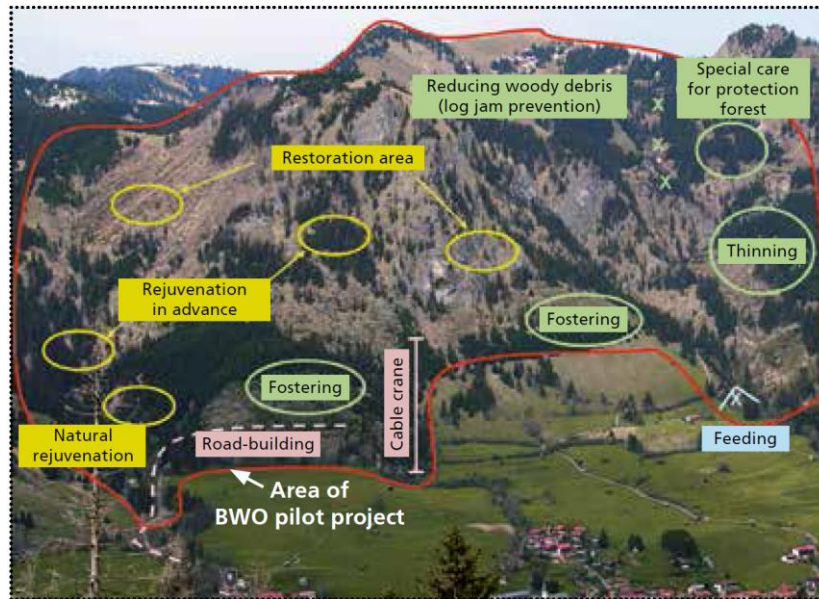 Reducing woody debris
(log jam prevention)
Special care
for protection
forest
Restoration area
Thinning
Rejuvenation
in advance
Fostering
Fostering
Cable crane
Natural
rejuvenation
Road-building
Feeding
Area of
BWO pilot project